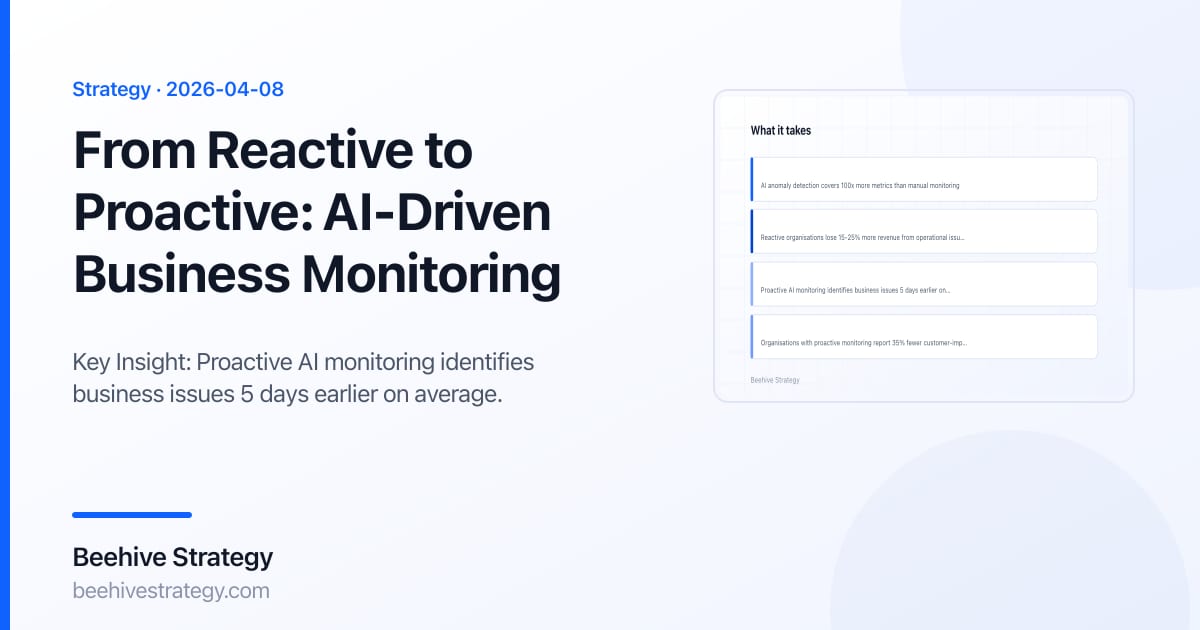 Strategy · 2026-04-08
From Reactive to
Proactive: AI-Driven
Business Monitoring
Key Insight: Proactive AI monitoring identifies
business issues 5 days earlier on average.
Beehive Strategy
beehivestrategy.com
What it takes
AI anomaly detection covers 100x more metrics than manual monitoring
Reactive organisations lose 15-25% more revenue from operational issu...
Proactive AI monitoring identifies business issues 5 days earlier on...
Organisations with proactive monitoring report 35% fewer customer-imp...
Beehive Strategy